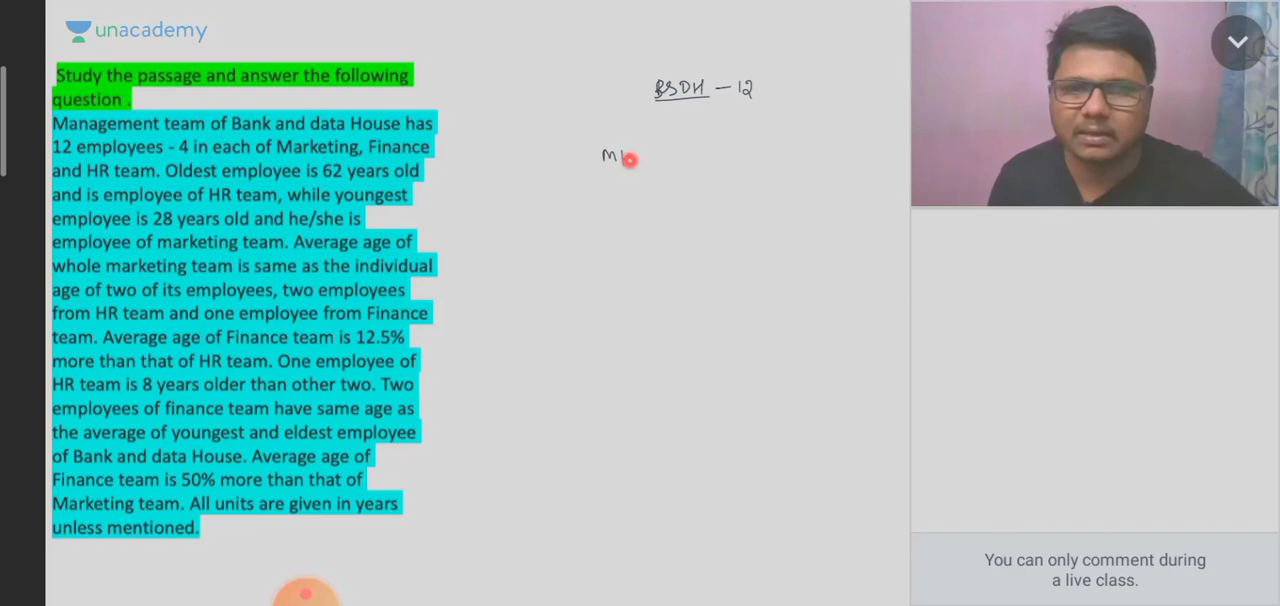 unacademy
Study the passage and answer the following
question .
Management team of Bank and data House has
12 employees - 4 in each of Marketing, Finance
and HR team. Oldest employee is 62 years old
and is employee of HR team, while youngest
employee is 28 years old and he/she is
employee of marketing team. Average age of
whole marketing team is same as the individual
age of two of its employees, two employees
from HR team and one employee from Finance
team. Average age of Finance team is 12.5%
more than that of HR team. One employee of
HR team is 8 years older than other two. Two
employees of finance team have same age as
the average of youngest and eldest employee
of Bank and data House. Average age of
Finance team is 50% more than that of
Marketing team. All units are given in years
unless mentioned.
BSDH - 12
M
You can only comment during
a live class.